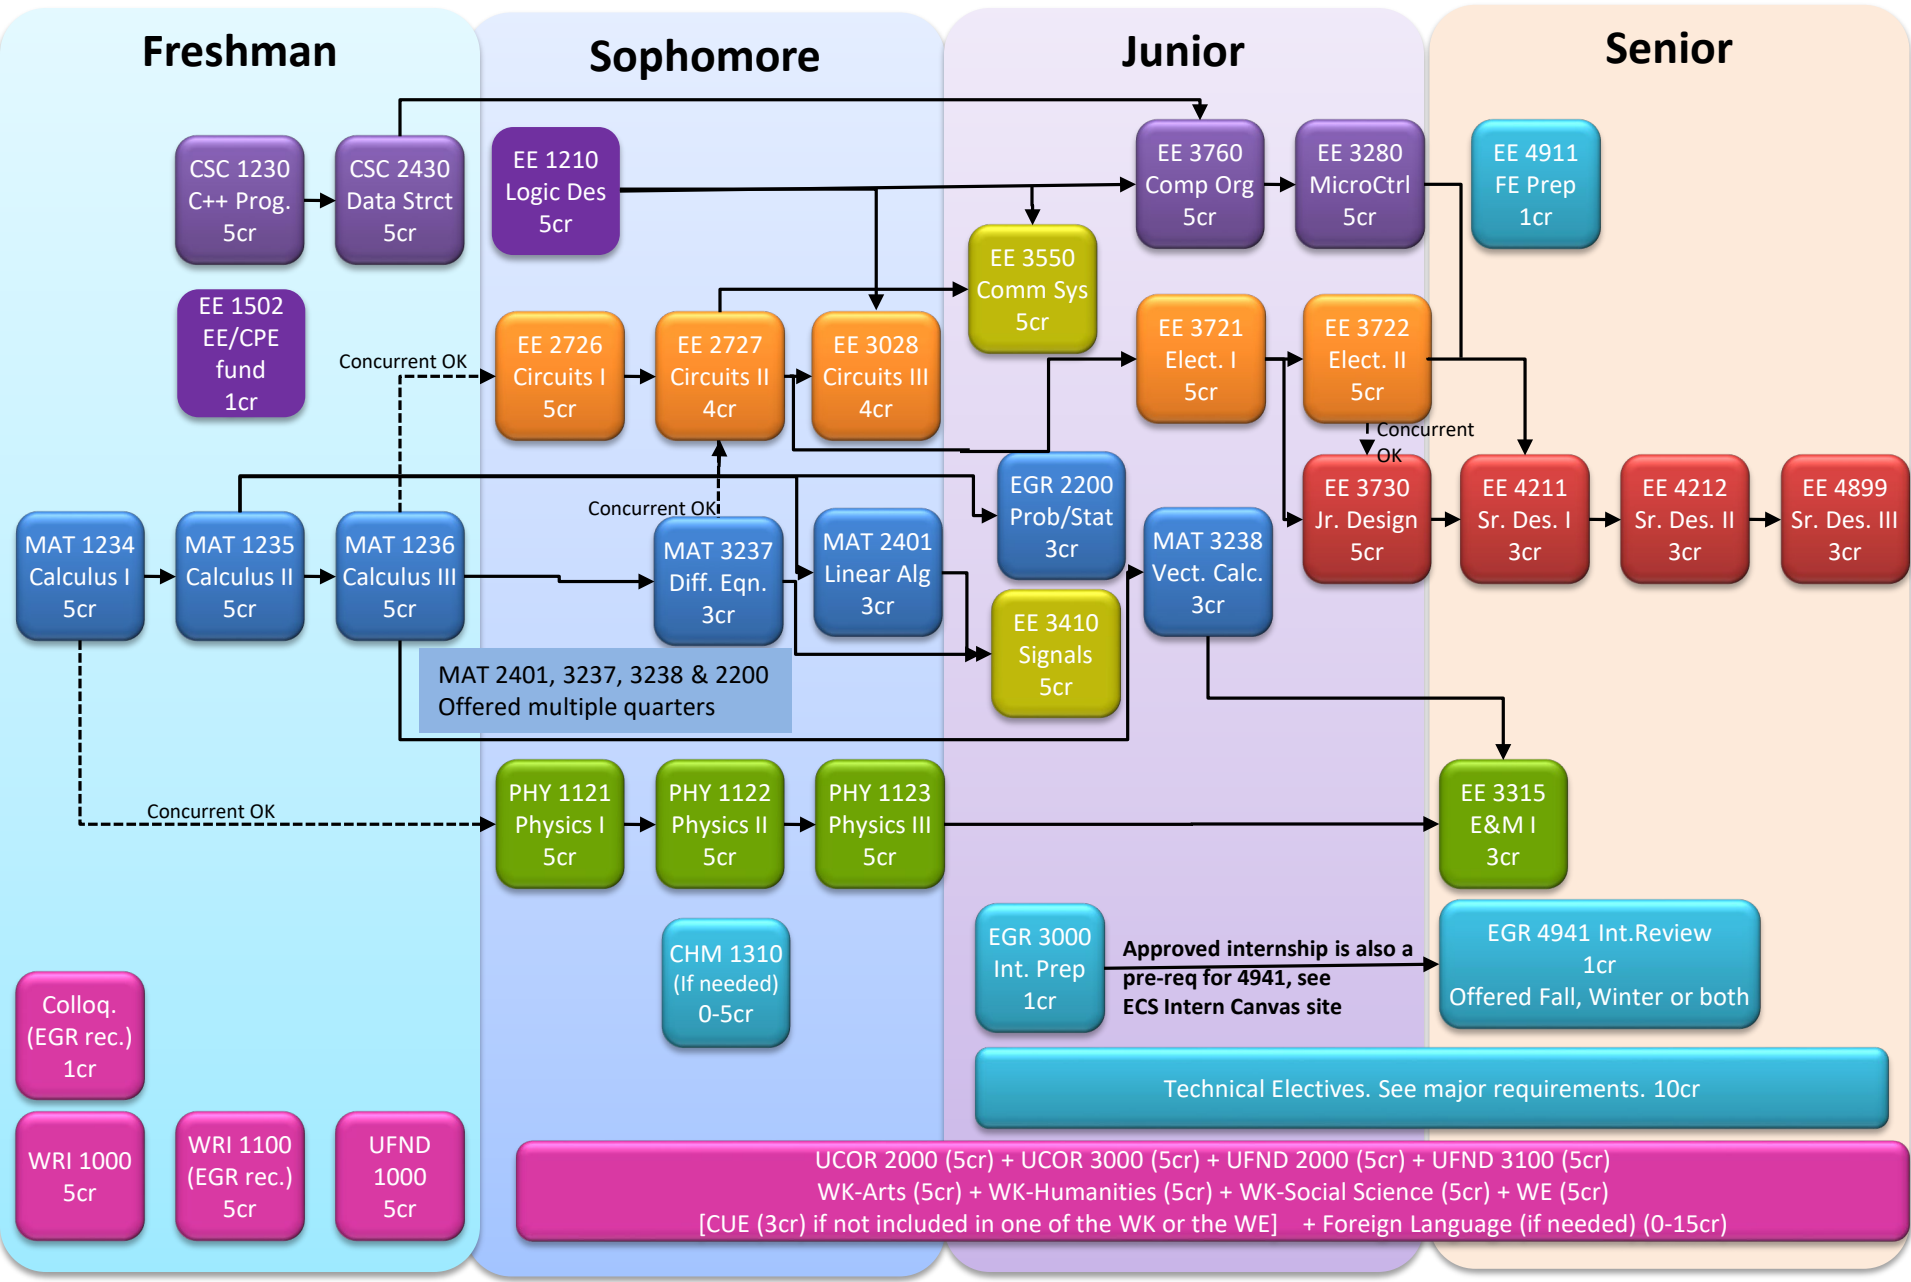 Freshman
Sophomore
Junior
Senior
CSC 1230
C++ Prog.
5cr
CSC 2430
Data Strct
5cr
EE 1210
Logic Des
5cr
EE 3760
Comp Org
5cr
EE 3280
MicroCtrl
5cr
EE 4911
FE Prep
1cr
EE 3550
Comm Sys
5cr
EE 1502
EE/CPE
fund
1cr
Concurrent OK
EE 2726
Circuits I
5cr
EE 2727
Circuits II
4cr
EE 3028
Circuits III
4cr
EE 3721
Elect. I
5cr
EE 3722
Elect. II
5cr
Concurrent
OK
Concurrent OK
EGR 2200
Prob/Stat
3cr
EE 3730
Jr. Design
5cr
EE 4211
Sr. Des. I
3cr
EE 4212
Sr. Des. II
3cr
EE 4899
Sr. Des. III
3cr
MAT 1234
Calculus I
5cr
MAT 1235
Calculus II
5cr
MAT 1236
Calculus III
5cr
MAT 3237
Diff. Eqn.
3cr
MAT 2401
Linear Alg
3cr
MAT 3238
Vect. Calc.
3cr
EE 3410
Signals
5cr
MAT 2401, 3237, 3238 & 2200
Offered multiple quarters
Concurrent OK
PHY 1121
Physics I
5cr
PHY 1122
Physics II
5cr
PHY 1123
Physics III
5cr
EE 3315
E&M I
3cr
CHM 1310
(If needed)
0-5cr
EGR 3000
Int. Prep
1cr
Approved internship is also a
pre-req for 4941, see
ECS Intern Canvas site
EGR 4941 Int.Review
1cr
Offered Fall, Winter or both
Colloq.
(EGR rec.)
1cr
Technical Electives. See major requirements. 10cr
WRI 1000
5cr
WRI 1100
(EGR rec.)
5cr
UFND
1000
5cr
UCOR 2000 (5cr) + UCOR 3000 (5cr) + UFND 2000 (5cr) + UFND 3100 (5cr)
WK-Arts (5cr) + WK-Humanities (5cr) + WK-Social Science (5cr) + WE (5cr)
[CUE (3cr) if not included in one of the WK or the WE] + Foreign Language (if needed) (0-15cr)